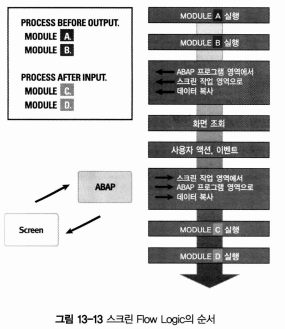 PROCESS BEFORE OUTPUT.
MODULE A.
MODULE B.
PROCESS AFTER INPUT.
MODULE C.
MODULE D.
MODULE A 실행
MODULE B 실행
ABAP 프로그램 영역에서
스크린 작업 영역으로
데이터 복사
화면 조회
사용자 액션, 이벤트
스크린 작업 영역에서
ABAP 프로그램 영역으로
데이터 복사
MODULE C 실행
MODULE D 실행
ABAP
Screen
그림 13-13 스크린 Flow Logic의 순서